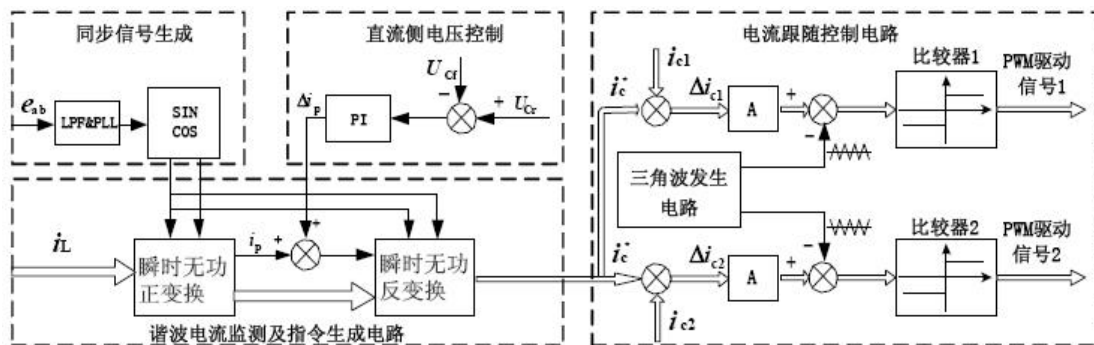 同步信号生成
e_ab
LPF&PLL
SIN
COS
直流侧电压控制
U_Cf
−
+
U_Cr
Δi_p
PI
i_L
瞬时无功
正变换
i_p
+
+
瞬时无功
反变换
谐波电流监测及指令生成电路
电流跟随控制电路
i_c1
i_c^*
Δi_c1
A
+
−
比较器1
PWM驱动
信号1
三角波发生
电路
i_c^*
Δi_c2
A
+
−
i_c2
比较器2
PWM驱动
信号2